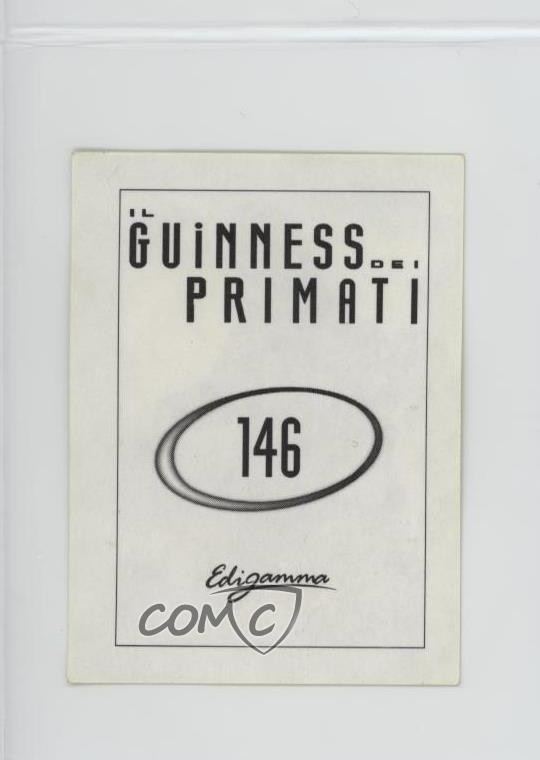 IL
GUiNNESS DEI
PRIMATI
146
Edigamma
COMC